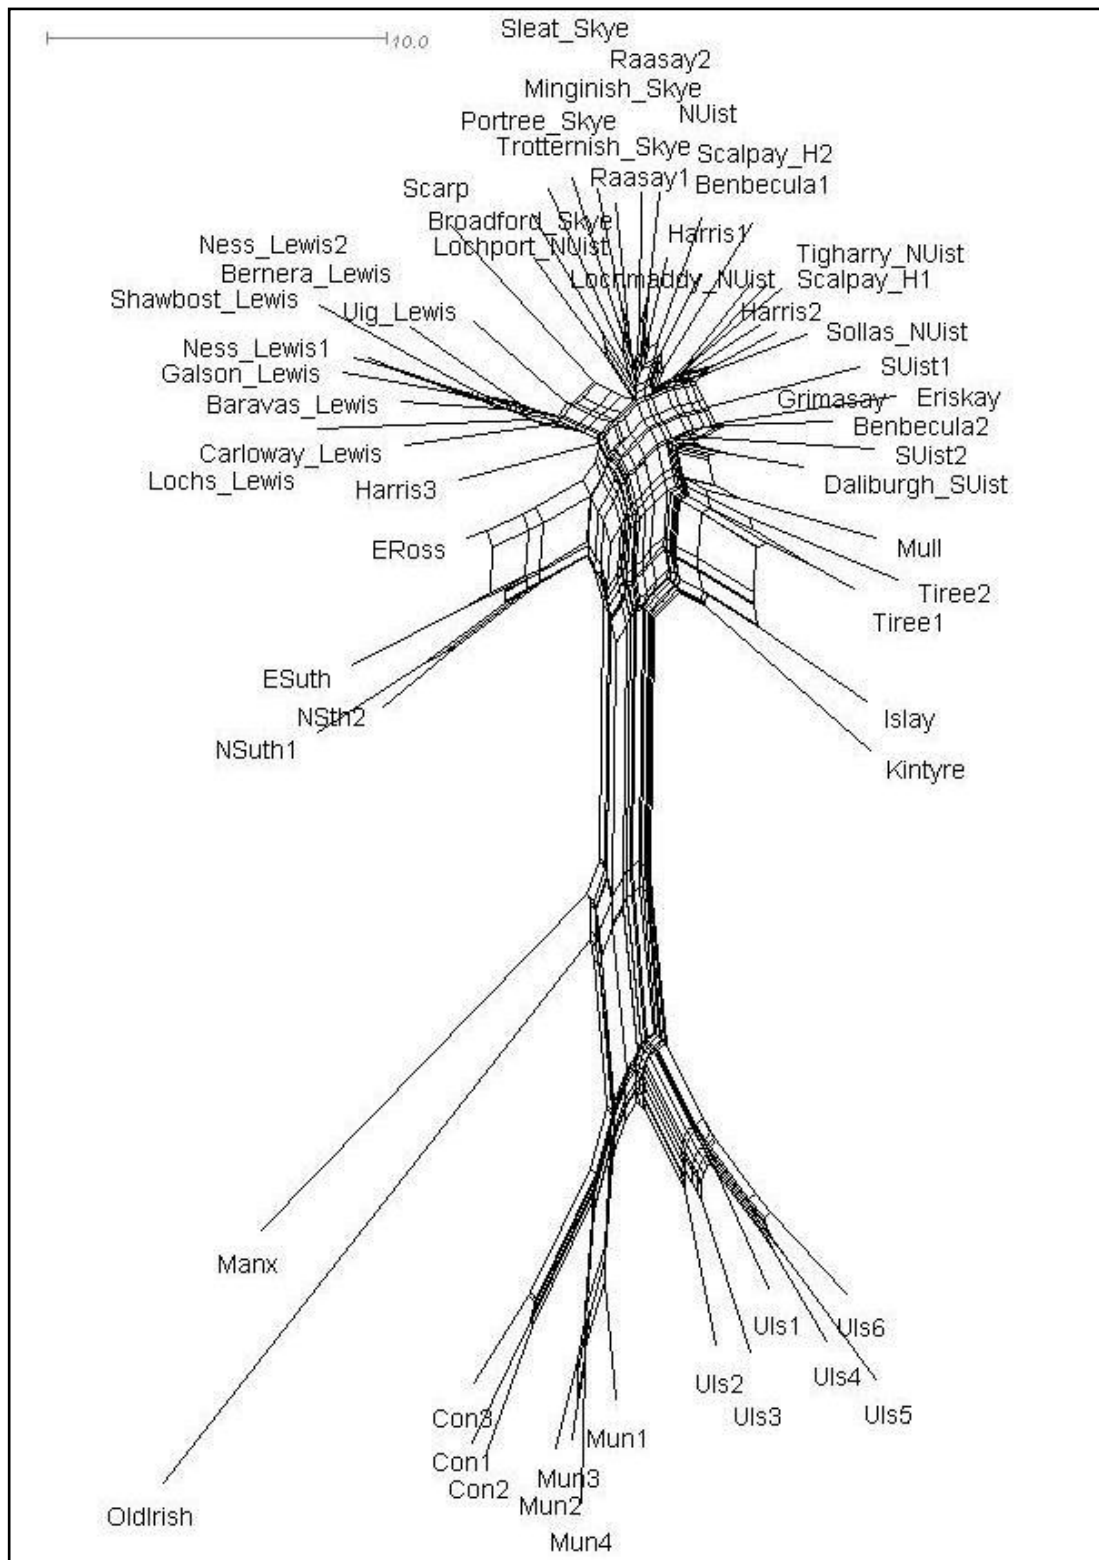 Sleat_Skye
10.0
Raasay2
Minginish_Skye
NUist
Portree_Skye
Trotternish_Skye
Scalpay_H2
Raasay1
Benbecula1
Scarp
Broadford_Skye
Harris1
Ness_Lewis2
Lochport_NUist
Tigharry_NUist
Bernera_Lewis
Lochmaddy_NUist
Scalpay_H1
Shawbost_Lewis
Uig_Lewis
Harris2
Sollas_NUist
Ness_Lewis1
SUist1
Galson_Lewis
Grimasay
Eriskay
Baravas_Lewis
Benbecula2
Carloway_Lewis
SUist2
Lochs_Lewis
Harris3
Daliburgh_SUist
ERoss
Mull
Tiree2
Tiree1
ESuth
NSth2
Islay
NSuth1
Kintyre
Manx
Uls1
Uls6
Uls2
Uls4
Con3
Uls3
Uls5
Mun1
Con1
Mun3
Con2
Mun2
OldIrish
Mun4